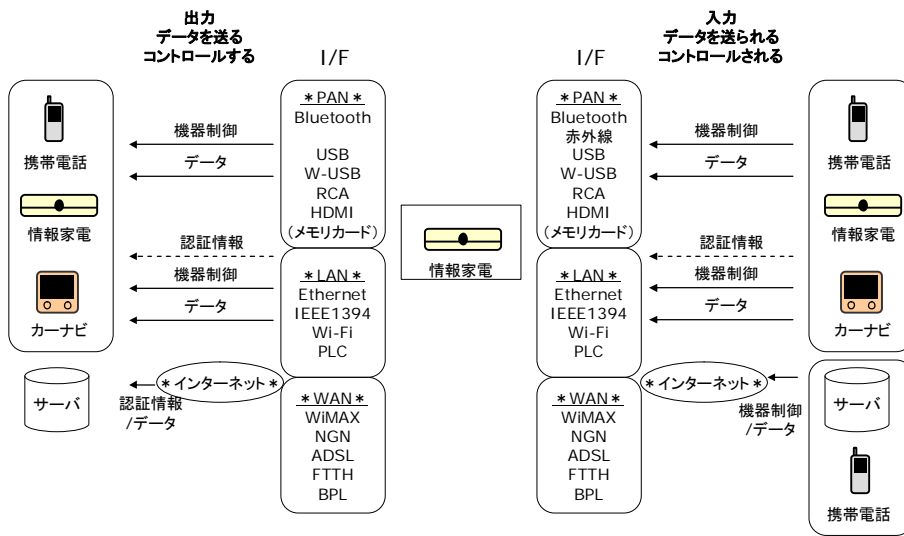 出力
データを送る
コントロールする
I/F
携帯電話
情報家電
カーナビ
サーバ
機器制御
データ
認証情報
機器制御
データ
＊インターネット＊
認証情報
/データ
＊PAN＊
Bluetooth
USB
W-USB
RCA
HDMI
(メモリカード)
＊LAN＊
Ethernet
IEEE1394
Wi-Fi
PLC
＊WAN＊
WiMAX
NGN
ADSL
FTTH
BPL
情報家電
入力
データを送られる
コントロールされる
I/F
＊PAN＊
Bluetooth
赤外線
USB
W-USB
RCA
HDMI
(メモリカード)
＊LAN＊
Ethernet
IEEE1394
Wi-Fi
PLC
＊WAN＊
WiMAX
NGN
ADSL
FTTH
BPL
機器制御
データ
認証情報
機器制御
データ
＊インターネット＊
機器制御
/データ
携帯電話
情報家電
カーナビ
サーバ
携帯電話